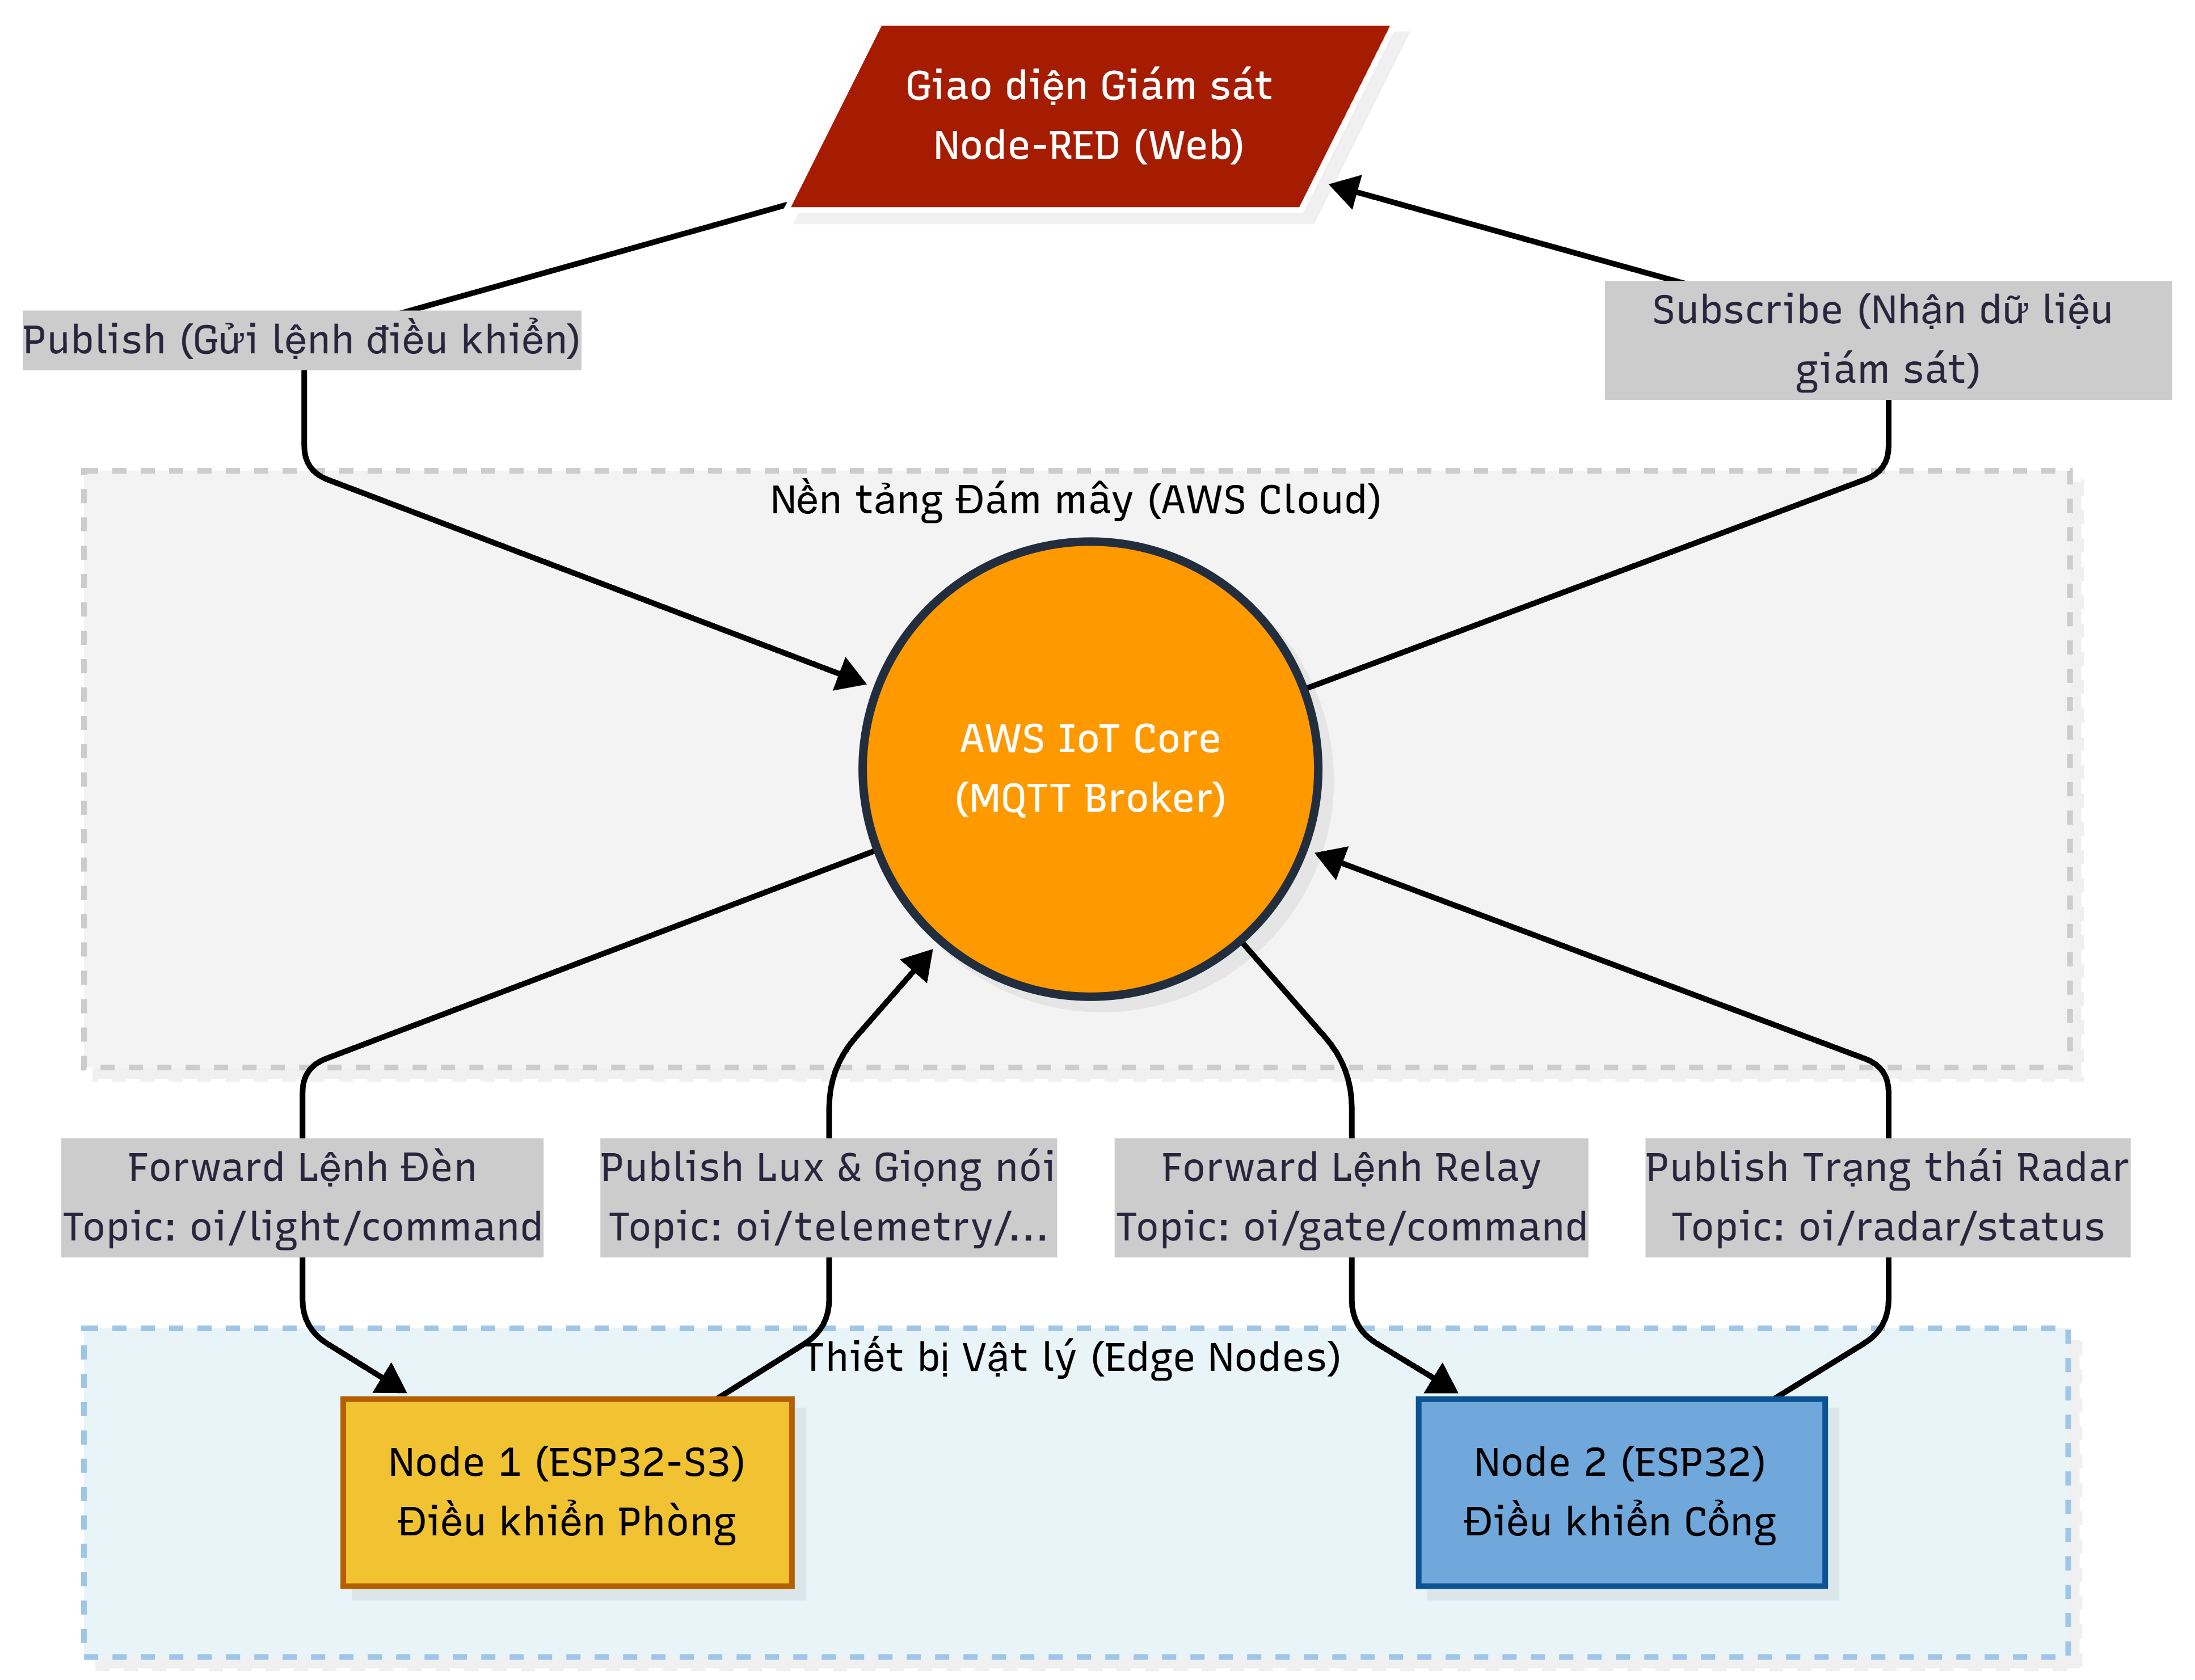 Giao diện Giám sát
Node-RED (Web)
Publish (Gửi lệnh điều khiển)
Subscribe (Nhận dữ liệu
giám sát)
Nền tảng Đám mây (AWS Cloud)
AWS IoT Core
(MQTT Broker)
Forward Lệnh Đèn
Topic: oi/light/command
Publish Lux & Giọng nói
Topic: oi/telemetry/...
Forward Lệnh Relay
Topic: oi/gate/command
Publish Trạng thái Radar
Topic: oi/radar/status
Thiết bị Vật lý (Edge Nodes)
Node 1 (ESP32-S3)
Điều khiển Phòng
Node 2 (ESP32)
Điều khiển Cổng